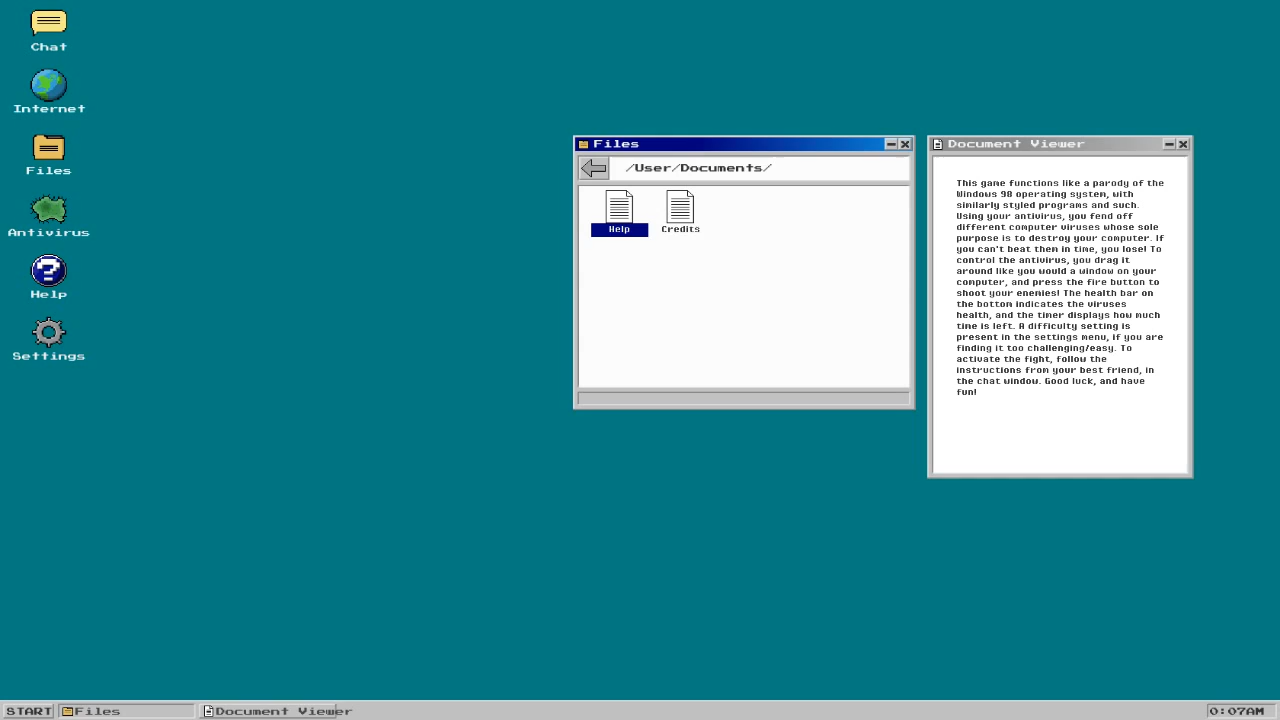 Chat
Internet
Files
Antivirus
Help
Settings
Files
/User/Documents/
Help
Credits
Document Viewer
This game functions like a parody of the
Windows 98 operating system, with
similarly styled programs and such.
Using your antivirus, you fend off
different computer viruses whose sole
purpose is to destroy your computer. If
you can't beat them in time, you lose! To
control the antivirus, you drag it
around like you would a window on your
computer, and press the fire button to
shoot your enemies! The health bar on
the bottom indicates the viruses
health, and the timer displays how much
time is left. A difficulty setting is
present in the settings menu, if you are
finding it too challenging/easy. To
activate the fight, follow the
instructions from your best friend, in
the chat window. Good luck, and have
fun!
START
Files
Document Viewer
0:07AM